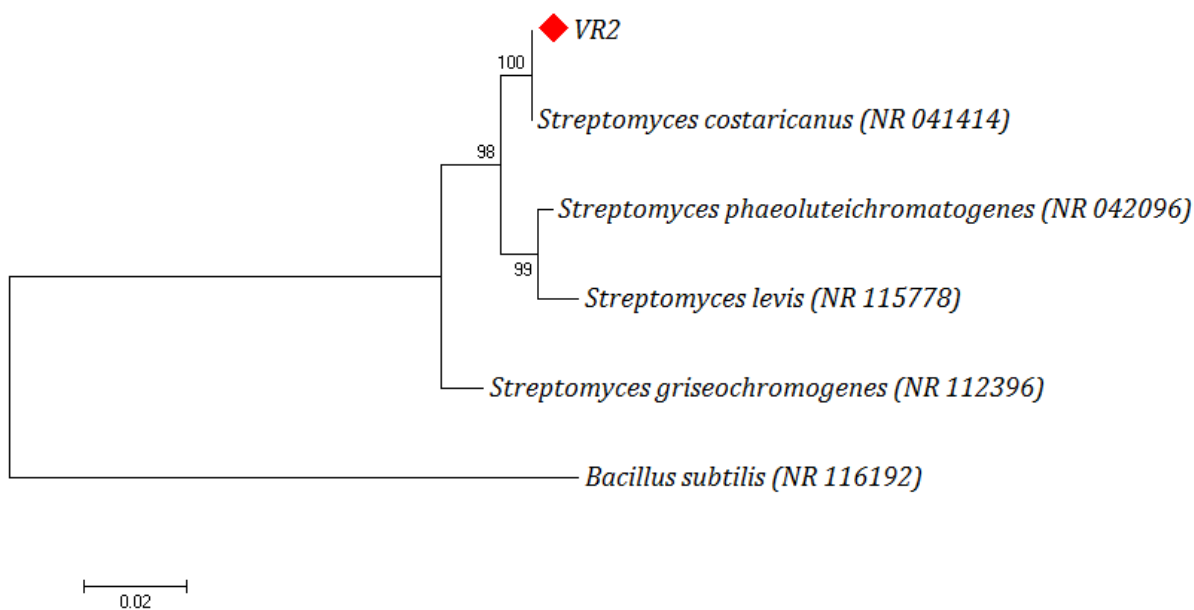 VR2
100
Streptomyces costaricanus (NR 041414)
98
Streptomyces phaeoluteichromatogenes (NR 042096)
99
Streptomyces levis (NR 115778)
Streptomyces griseochromogenes (NR 112396)
Bacillus subtilis (NR 116192)
0.02